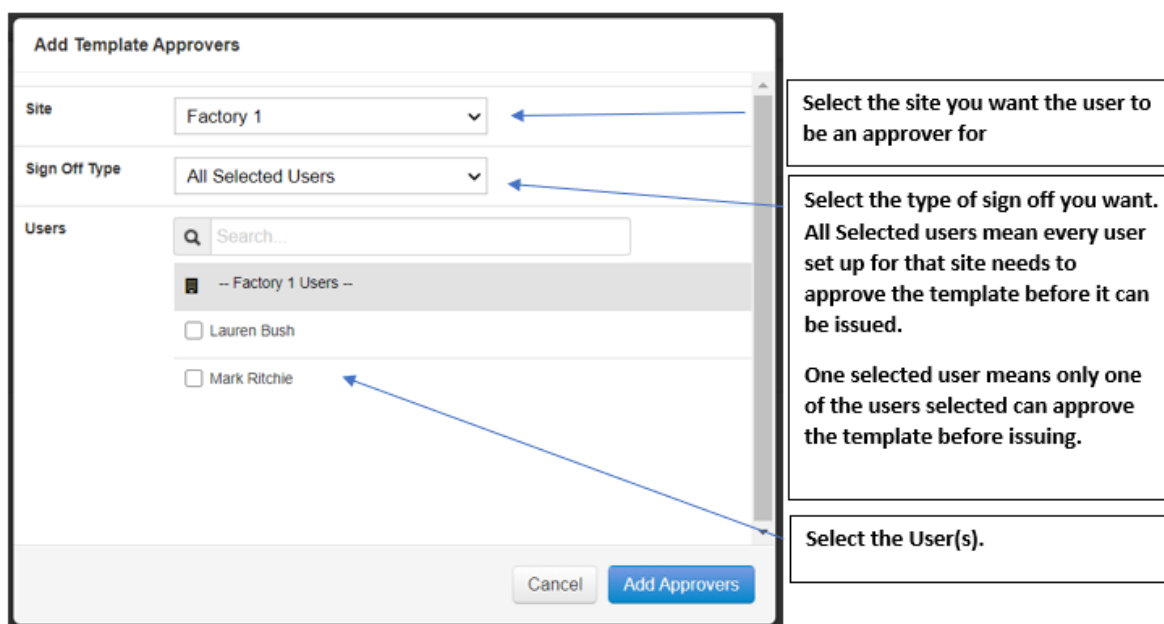 Add Template Approvers
Site
Factory 1
Sign Off Type
All Selected Users
Users
Search...
-- Factory 1 Users --
Lauren Bush
Mark Ritchie
Cancel
Add Approvers
Select the site you want the user to
be an approver for
Select the type of sign off you want.
All Selected users mean every user
set up for that site needs to
approve the template before it can
be issued.
One selected user means only one
of the users selected can approve
the template before issuing.
Select the User(s).